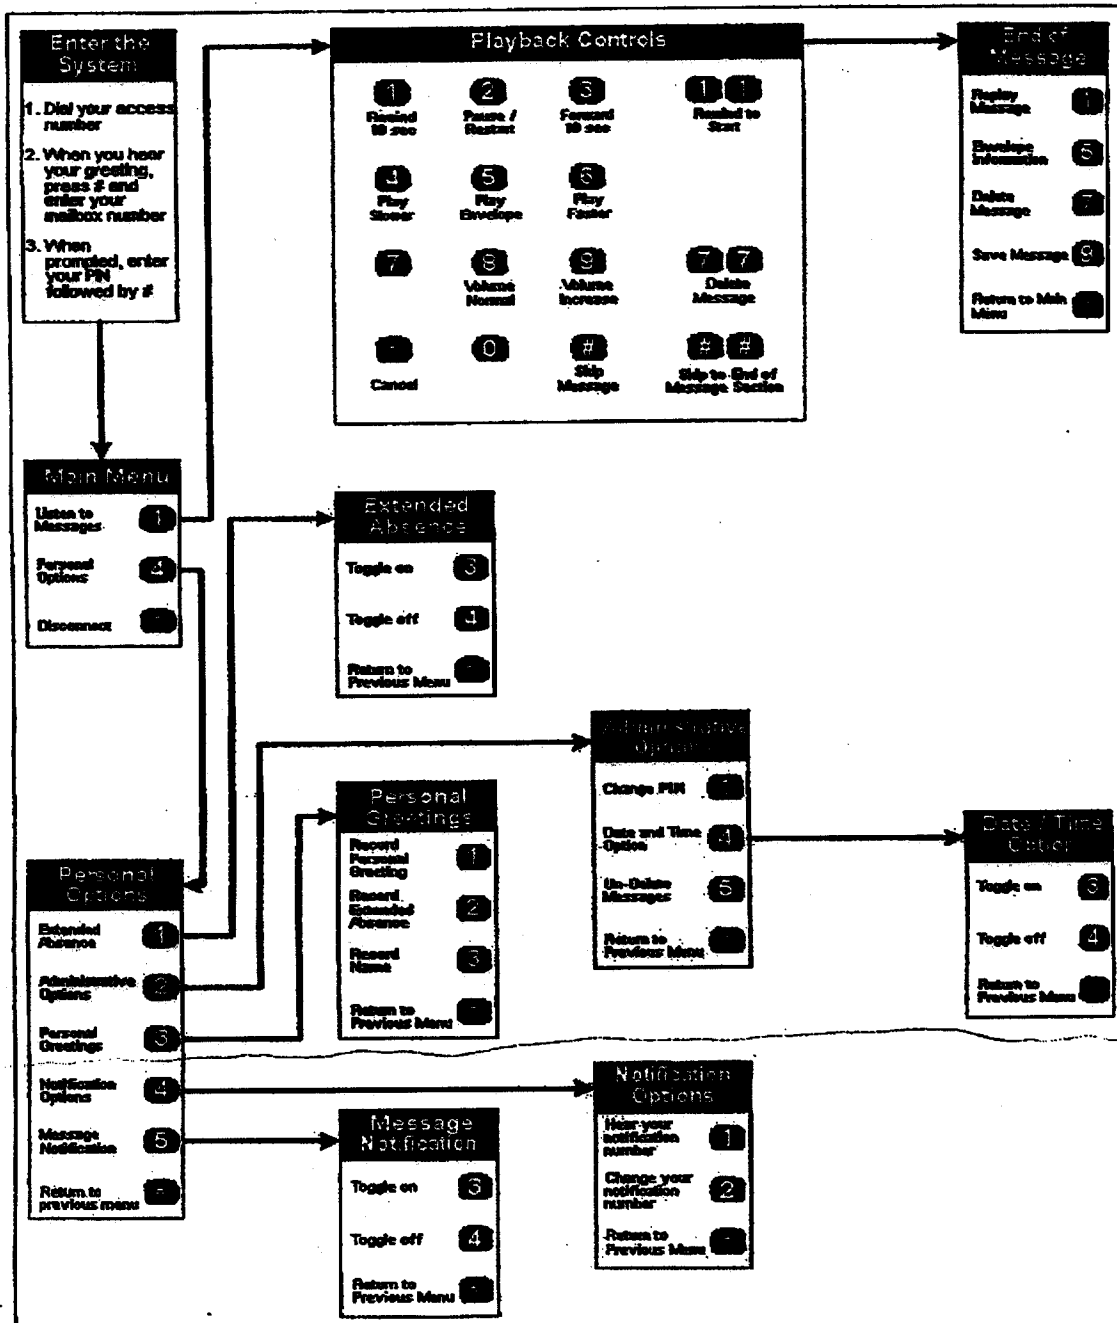 Enter the
System
1. Dial your access
number
2. When you hear
your greeting,
press # and
enter your
mailbox number
3. When
prompted, enter
your PIN
followed by #
Playback Controls
1
2
3
1 1
Rewind
10 sec
Pause /
Restart
Forward
10 sec
Rewind to
Start
4
5
6
Play
Slower
Play
Envelope
Play
Faster
7
8
9
7 7
Volume
Normal
Volume
Increase
Delete
Message
0
#
# #
Cancel
Skip
Message
Skip to End of
Message Section
End of
Message
Replay
Message
1
Envelope
Information
5
Delete
Message
7
Save Message 9
Return to Main
Menu
Main Menu
Listen to
Messages
1
Personal
Options
4
Disconnect
Extended
Absence
Toggle on 3
Toggle off 4
Return to
Previous Menu
Administrative
Options
Change PIN
Date and Time
Option
4
Un-Delete
Messages
5
Return to
Previous Menu
Date / Time
Option
Toggle on 3
Toggle off 4
Return to
Previous Menu
Personal
Greetings
Record
Personal
Greeting
1
Record
Extended
Absence
2
Record
Name
3
Return to
Previous Menu
Personal
Options
Extended
Absence
1
Administrative
Options
2
Personal
Greetings
3
Notification
Options
4
Message
Notification
5
Return to
previous menu
Notification
Options
Hear your
notification
number
1
Change your
notification
number
2
Return to
Previous Menu
Message
Notification
Toggle on
Toggle off 4
Return to
Previous Menu